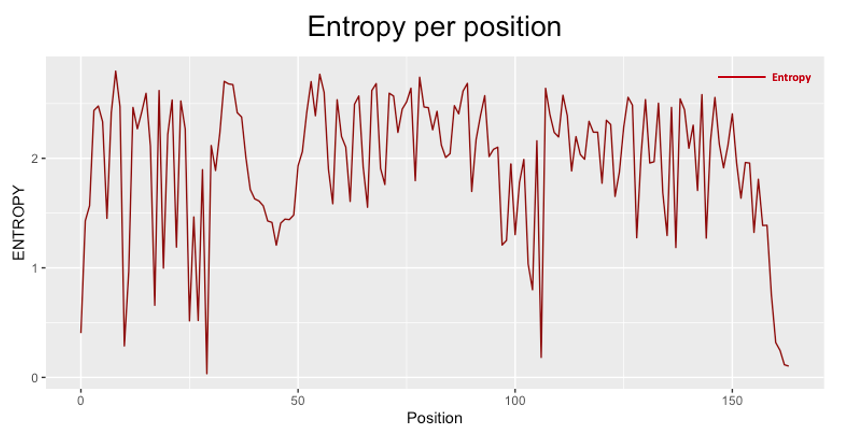 Entropy per position
Entropy
ENTROPY
2
1
0
0 50 100 150
Position